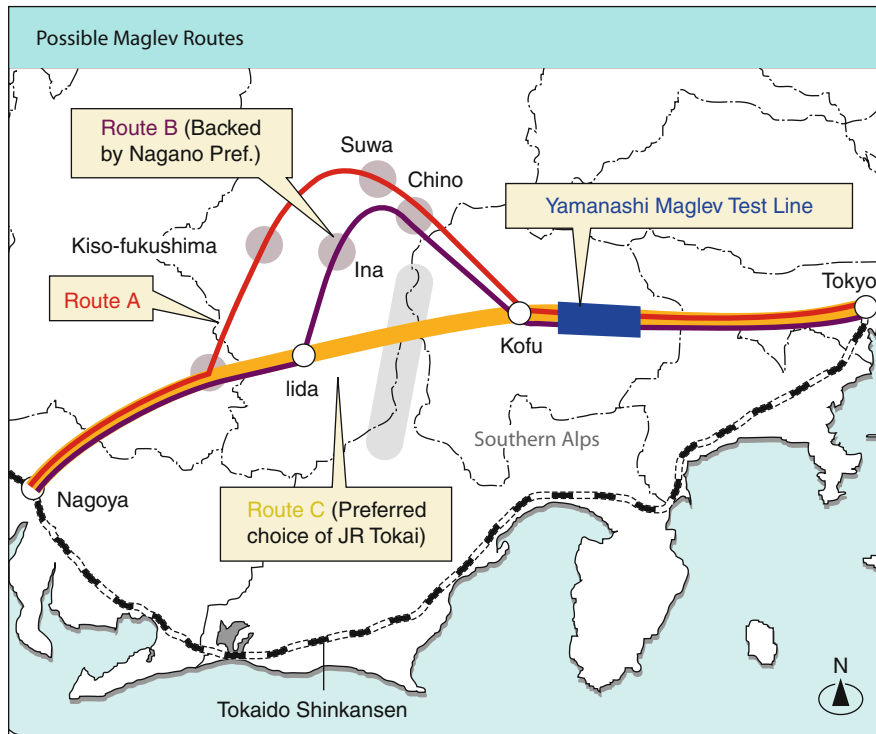 Possible Maglev Routes
Route B (Backed
by Nagano Pref.)
Suwa
Chino
Yamanashi Maglev Test Line
Kiso-fukushima
Ina
Tokyo
Route A
Kofu
Iida
Southern Alps
Nagoya
Route C (Preferred
choice of JR Tokai)
N
Tokaido Shinkansen